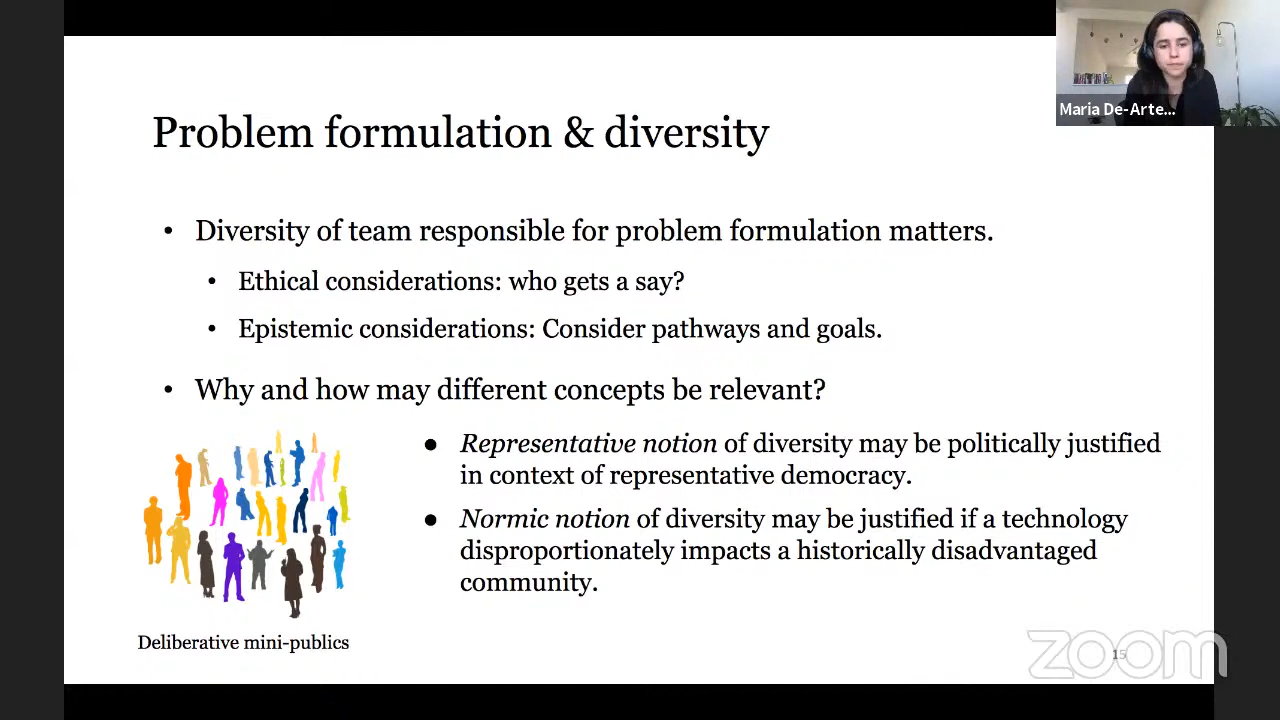 Maria De-Arte...
Problem formulation & diversity
• Diversity of team responsible for problem formulation matters.
• Ethical considerations: who gets a say?
• Epistemic considerations: Consider pathways and goals.
• Why and how may different concepts be relevant?
● Representative notion of diversity may be politically justified
in context of representative democracy.
● Normic notion of diversity may be justified if a technology
disproportionately impacts a historically disadvantaged
community.
Deliberative mini-publics
15
zoom